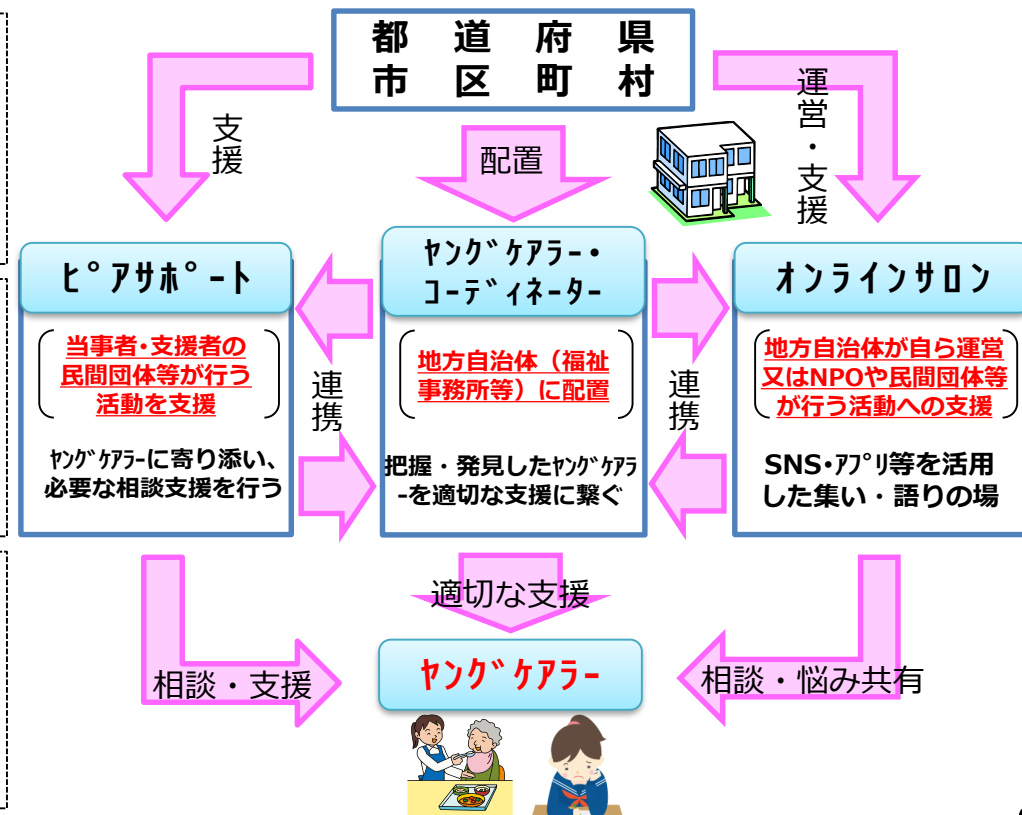 都道府県
市区町村
支援
配置
運営・支援
ﾋﾟｱｻﾎﾟｰﾄ
当事者・支援者の
民間団体等が行う
活動を支援
ﾔﾝｸﾞｹｱﾗｰに寄り添い、
必要な相談支援を行う
連携
ﾔﾝｸﾞｹｱﾗｰ・
ｺｰﾃﾞｨﾈｰﾀｰ
地方自治体（福祉
事務所等）に配置
把握・発見したﾔﾝｸﾞｹｱﾗ
ｰを適切な支援に繋ぐ
連携
オンラインサロン
地方自治体が自ら運営
又はNPOや民間団体等
が行う活動への支援
SNS・ｱﾌﾟﾘ等を活用
した集い・語りの場
相談・支援
適切な支援
相談・悩み共有
ﾔﾝｸﾞｹｱﾗｰ